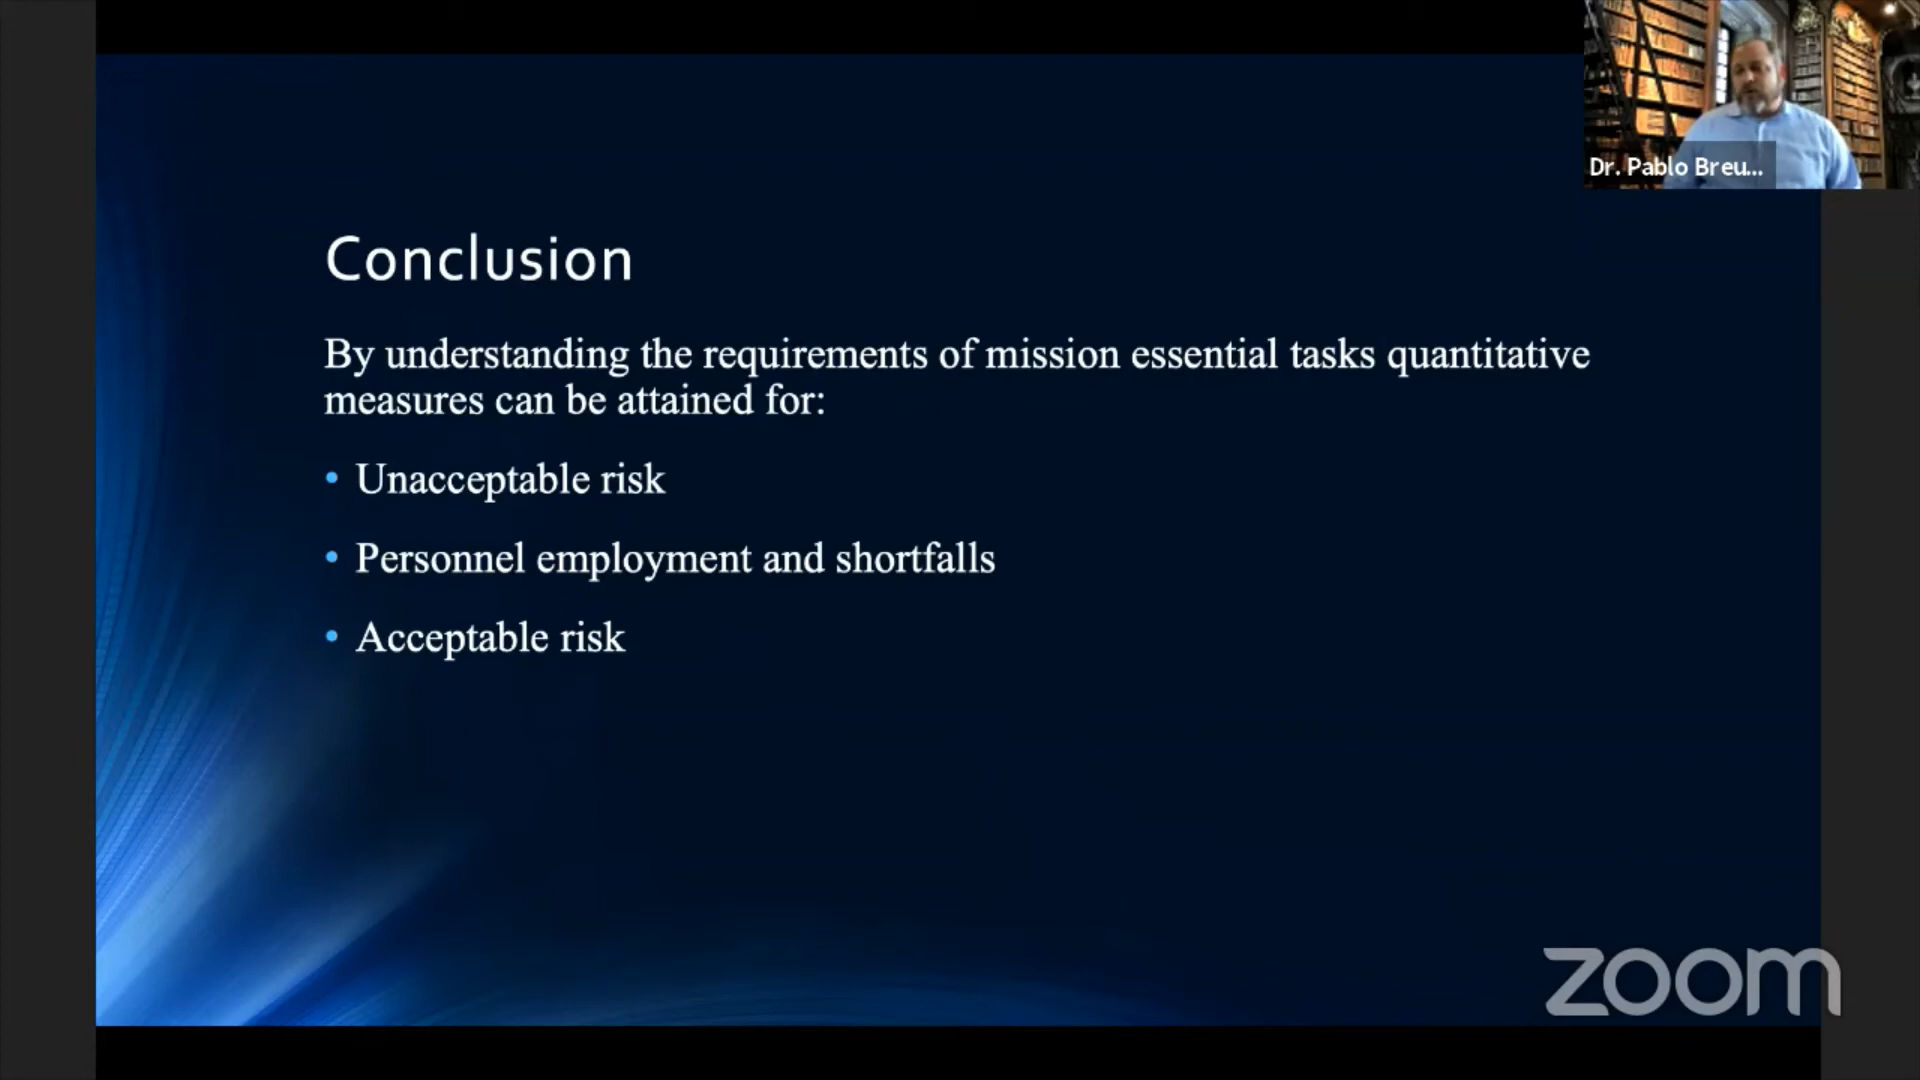 Dr. Pablo Breu...
Conclusion
By understanding the requirements of mission essential tasks quantitative
measures can be attained for:
• Unacceptable risk
• Personnel employment and shortfalls
• Acceptable risk
zoom